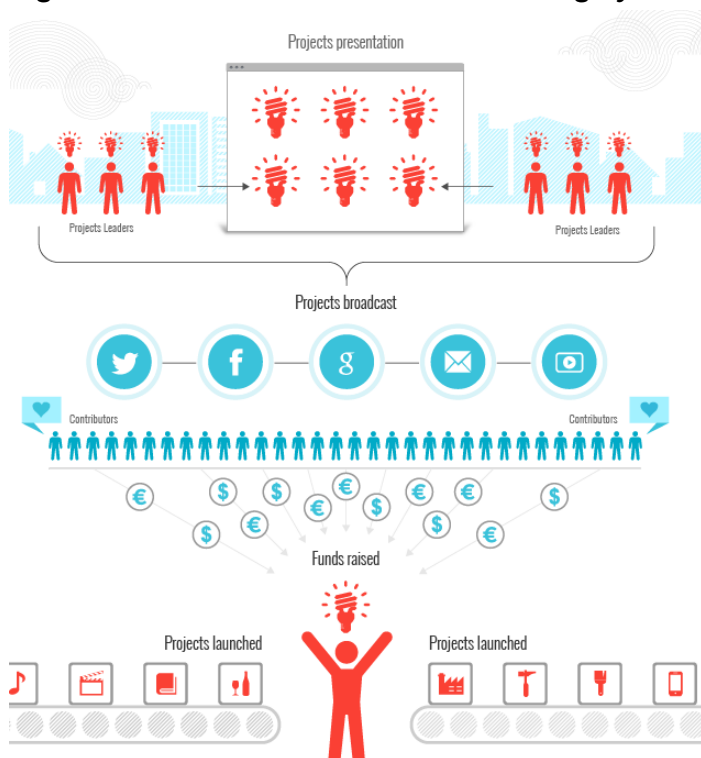 Projects presentation
Projects Leaders
Projects Leaders
Projects broadcast
f
g
Contributors
Contributors
€
$
$
€
€
$
€
€
$
$
€
$
€
Funds raised
Projects launched
Projects launched